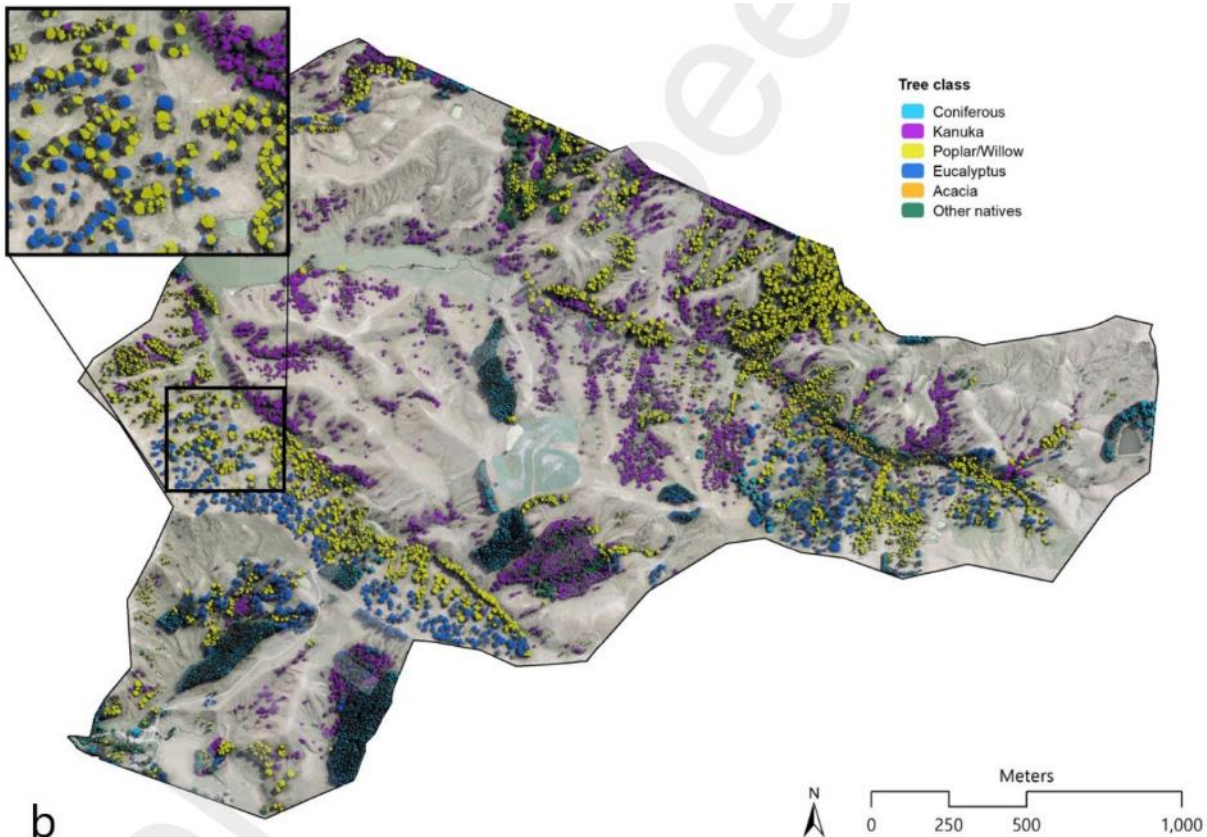 Tree class
Coniferous
Kanuka
Poplar/Willow
Eucalyptus
Acacia
Other natives
b
N
Meters
0 250 500 1,000